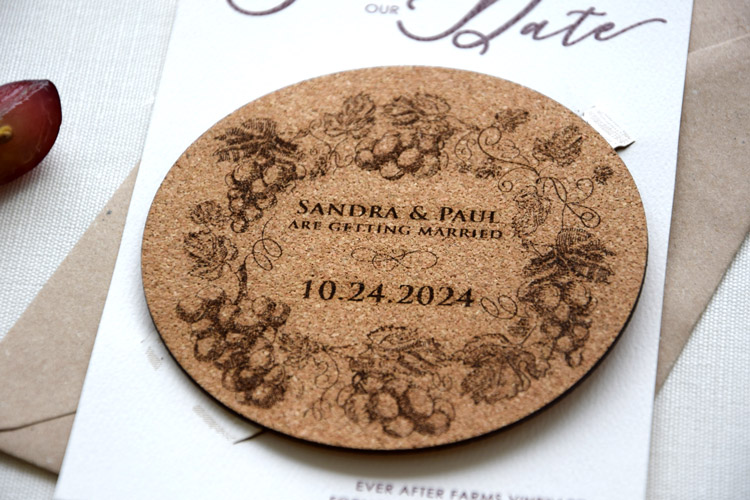 OUR
Date
SANDRA & PAUL
ARE GETTING MARRIED
10.24.2024
EVER AFTER FARMS